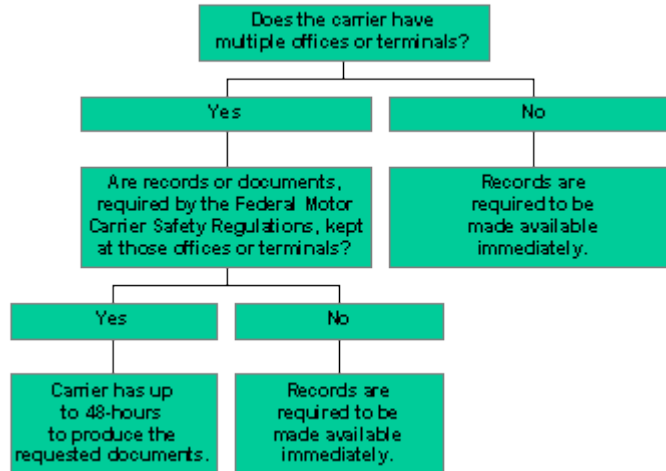 Does the carrier have
multiple offices or terminals?
Yes
No
Are records or documents,
required by the Federal Motor
Carrier Safety Regulations, kept
at those offices or terminals?
Records are
required to be
made available
immediately.
Yes
No
Carrier has up
to 48-hours
to produce the
requested documents.
Records are
required to be
made available
immediately.